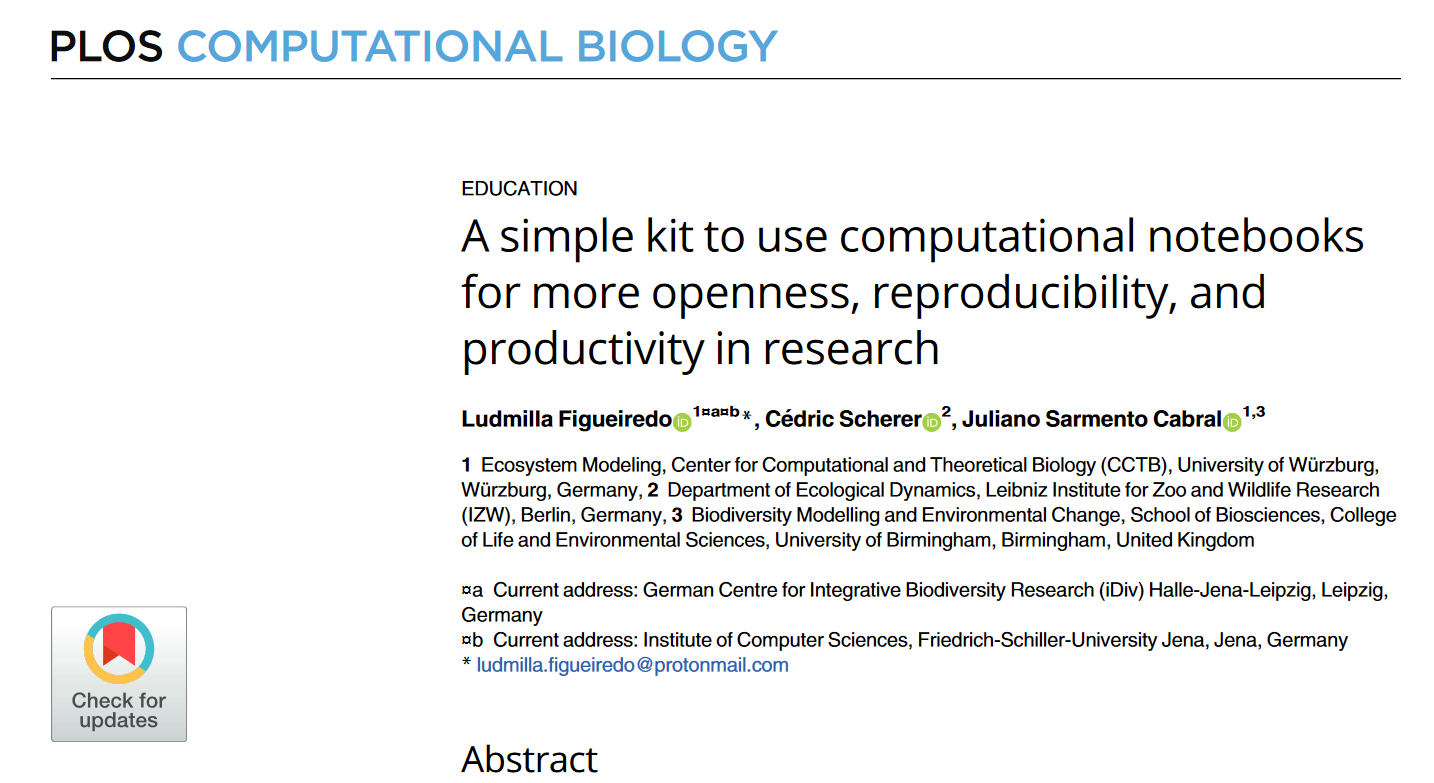 PLOS COMPUTATIONAL BIOLOGY
EDUCATION
A simple kit to use computational notebooks
for more openness, reproducibility, and
productivity in research
Ludmilla Figueiredo iD 1¤a¤b*, Cédric Scherer iD 2, Juliano Sarmento Cabral iD 1,3
1 Ecosystem Modeling, Center for Computational and Theoretical Biology (CCTB), University of Würzburg,
Würzburg, Germany, 2 Department of Ecological Dynamics, Leibniz Institute for Zoo and Wildlife Research
(IZW), Berlin, Germany, 3 Biodiversity Modelling and Environmental Change, School of Biosciences, College
of Life and Environmental Sciences, University of Birmingham, Birmingham, United Kingdom
¤a Current address: German Centre for Integrative Biodiversity Research (iDiv) Halle-Jena-Leipzig, Leipzig,
Germany
¤b Current address: Institute of Computer Sciences, Friedrich-Schiller-University Jena, Jena, Germany
* ludmilla.figueiredo@protonmail.com
Check for
updates
Abstract